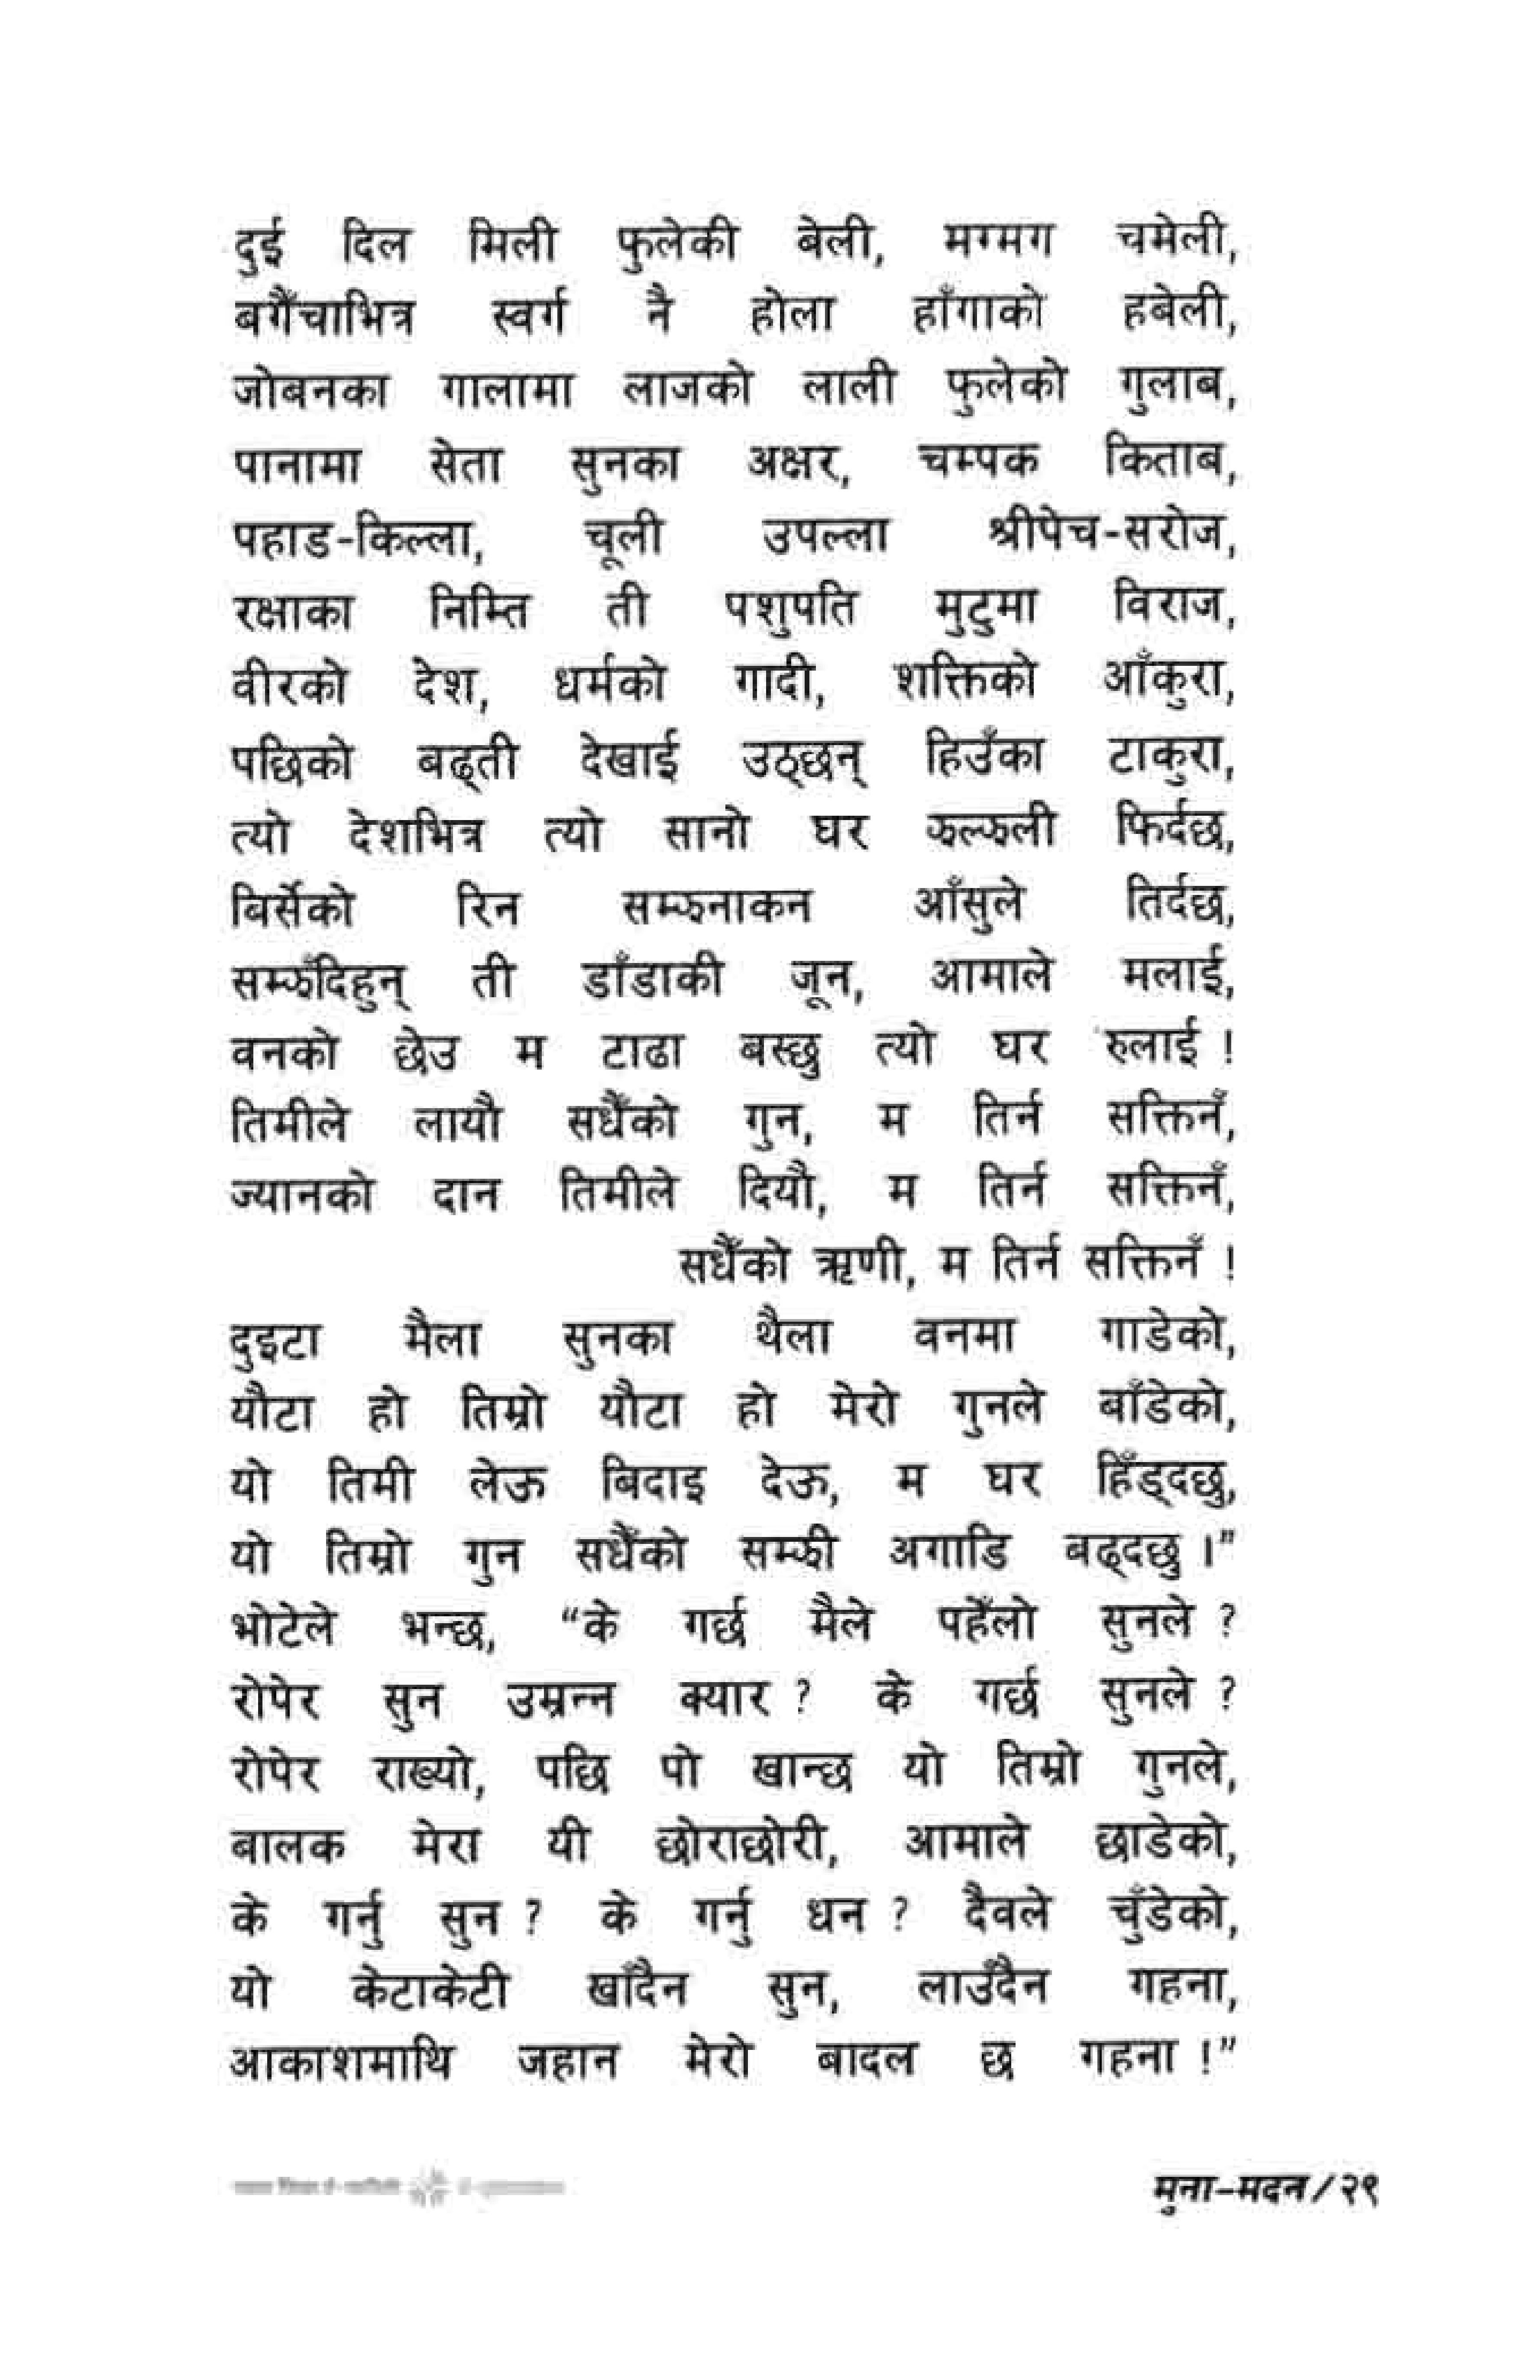 दुई दिल मिली फुलेकी बेली, मगमग चमेली,
बगैँचाभित्र स्वर्ग नै होला हाँगाको हबेली,
जोबनका गालामा लाजको लाली फुलेको गुलाब,
पानामा सेता सुनका अक्षर, चम्पक किताब,
पहाड-किल्ला, चूली उपल्ला श्रीपेच-सरोज,
रक्षाका निम्ति ती पशुपति मुटुमा विराज,
वीरको देश, धर्मको गादी, शक्तिको आँकुरा,
पछिको बढ्ती देखाई उठ्छन् हिउँका टाकुरा,
त्यो देशभित्र त्यो सानो घर झल्झली फिर्दछ,
बिर्सेको रिन सम्झनाकन आँसुले तिर्दछ,
सम्झँदिहुन् ती डाँडाकी जून, आमाले मलाई,
वनको छेउ म टाढा बस्छु त्यो घर रुलाई !
तिमीले लायौ सधैँको गुन, म तिर्न सक्तिनँ,
ज्यानको दान तिमीले दियौ, म तिर्न सक्तिनँ,
सधैँको ऋणी, म तिर्न सक्तिनँ !
दुइटा मैला सुनका थैला वनमा गाडेको,
यौटा हो तिम्रो यौटा हो मेरो गुनले बाँडेको,
यो तिमी लेऊ बिदाइ देऊ, म घर हिँड्दछु,
यो तिम्रो गुन सधैँको सम्झी अगाडि बढ्दछु ।”
भोटेले भन्छ, “के गर्छ मैले पहेँलो सुनले ?
रोपेर सुन उम्रन्न क्यार ? के गर्छ सुनले ?
रोपेर राख्यो, पछि पो खान्छ यो तिम्रो गुनले,
बालक मेरा यी छोराछोरी, आमाले छाडेको,
के गर्नु सुन ? के गर्नु धन ? दैवले चुँडेको,
यो केटाकेटी खाँदैन सुन, लाउँदैन गहना,
आकाशमाथि जहान मेरो बादल छ गहना !”
मुना-मदन/२९